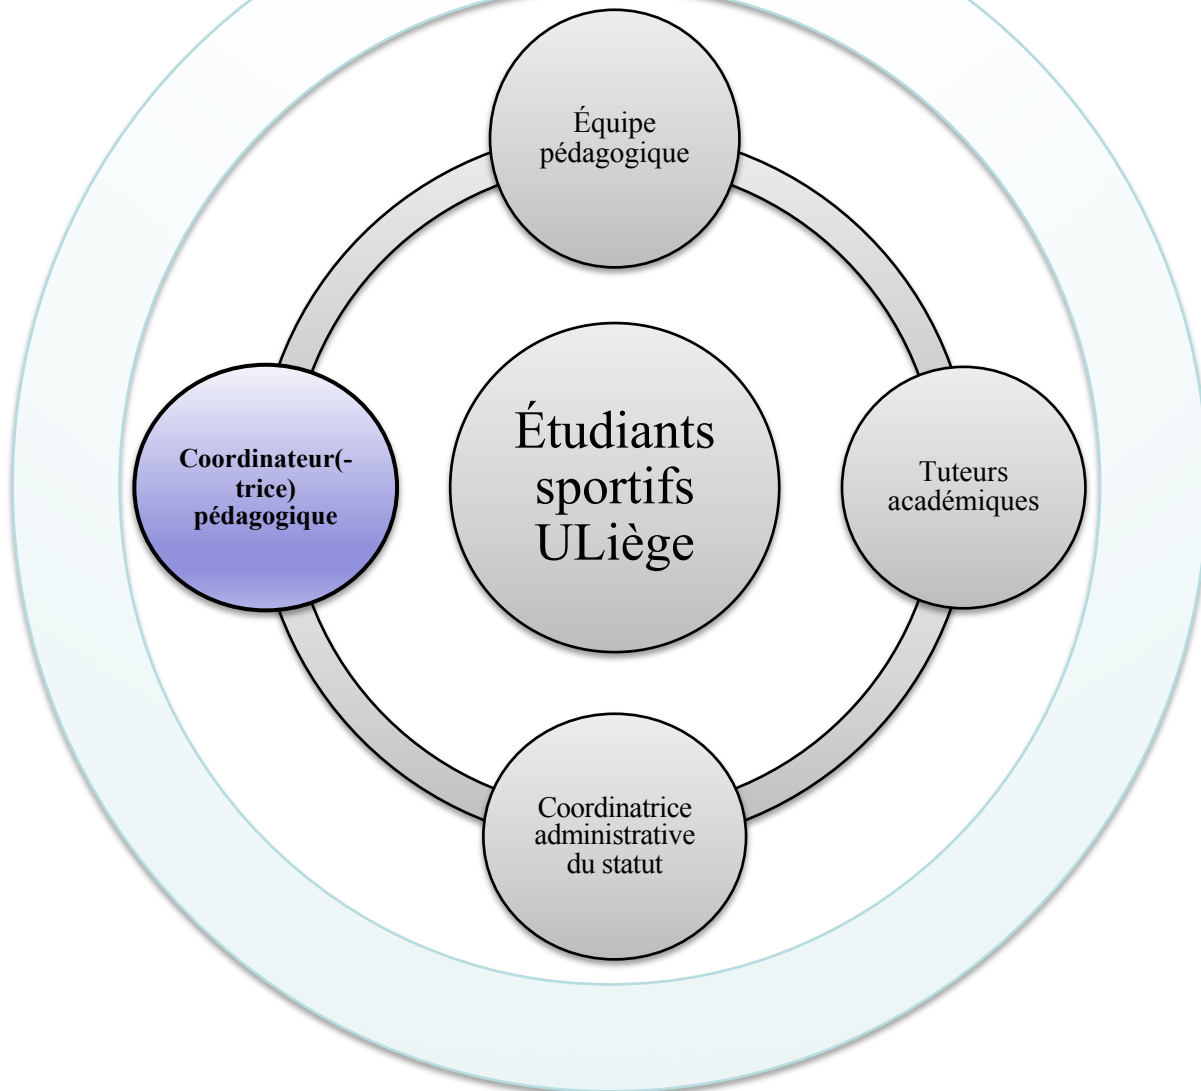 Équipe
pédagogique
Coordinateur(-
trice)
pédagogique
Étudiants
sportifs
ULiège
Tuteurs
académiques
Coordinatrice
administrative
du statut